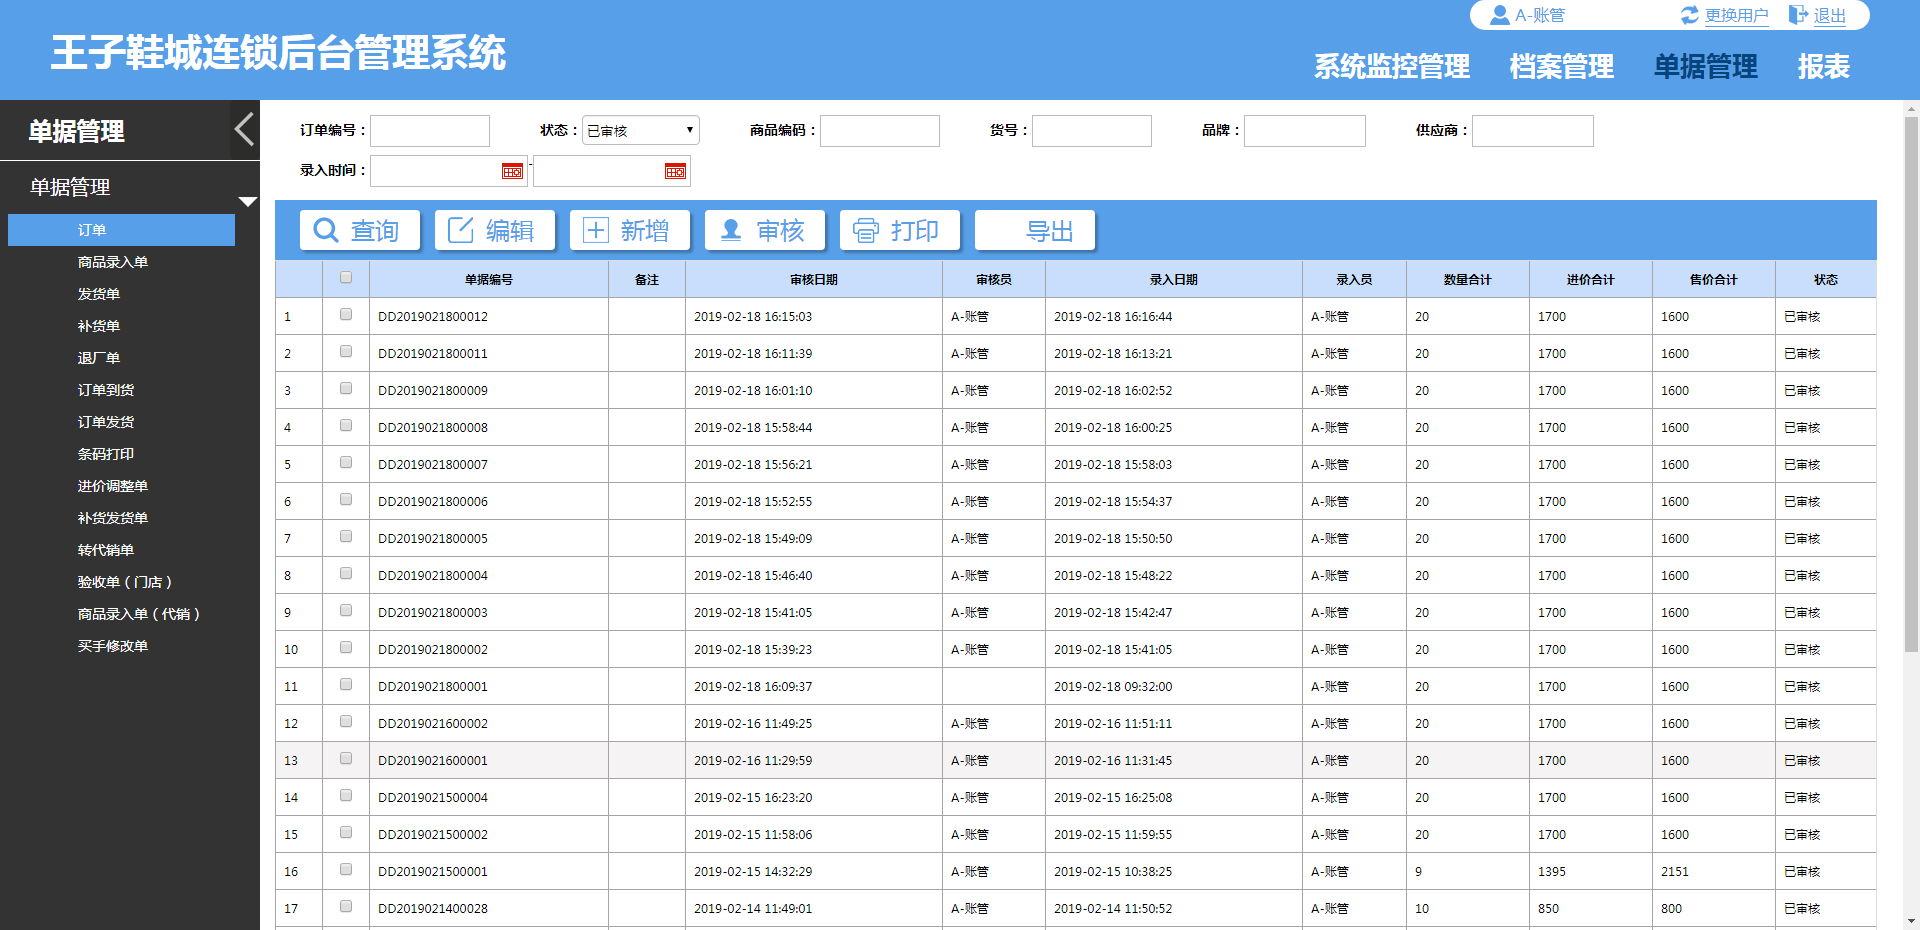 A-账管 更换用户 退出
王子鞋城连锁后台管理系统
系统监控管理 档案管理 单据管理 报表
单据管理
单据管理
订单
商品录入单
发货单
补货单
退厂单
订单到货
订单发货
条码打印
进价调整单
补货发货单
转代销单
验收单（门店）
商品录入单（代销）
买手修改单
订单编号： 状态：已审核 商品编码： 货号： 品牌： 供应商：
录入时间： -
查询 编辑 新增 审核 打印 导出
单据编号 备注 审核日期 审核员 录入日期 录入员 数量合计 进价合计 售价合计 状态
1 DD2019021800012 2019-02-18 16:15:03 A-账管 2019-02-18 16:16:44 A-账管 20 1700 1600 已审核
2 DD2019021800011 2019-02-18 16:11:39 A-账管 2019-02-18 16:13:21 A-账管 20 1700 1600 已审核
3 DD2019021800009 2019-02-18 16:01:10 A-账管 2019-02-18 16:02:52 A-账管 20 1700 1600 已审核
4 DD2019021800008 2019-02-18 15:58:44 A-账管 2019-02-18 16:00:25 A-账管 20 1700 1600 已审核
5 DD2019021800007 2019-02-18 15:56:21 A-账管 2019-02-18 15:58:03 A-账管 20 1700 1600 已审核
6 DD2019021800006 2019-02-18 15:52:55 A-账管 2019-02-18 15:54:37 A-账管 20 1700 1600 已审核
7 DD2019021800005 2019-02-18 15:49:09 A-账管 2019-02-18 15:50:50 A-账管 20 1700 1600 已审核
8 DD2019021800004 2019-02-18 15:46:40 A-账管 2019-02-18 15:48:22 A-账管 20 1700 1600 已审核
9 DD2019021800003 2019-02-18 15:41:05 A-账管 2019-02-18 15:42:47 A-账管 20 1700 1600 已审核
10 DD2019021800002 2019-02-18 15:39:23 A-账管 2019-02-18 15:41:05 A-账管 20 1700 1600 已审核
11 DD2019021800001 2019-02-18 16:09:37 2019-02-18 09:32:00 A-账管 20 1700 1600 已审核
12 DD2019021600002 2019-02-16 11:49:25 A-账管 2019-02-16 11:51:11 A-账管 20 1700 1600 已审核
13 DD2019021600001 2019-02-16 11:29:59 A-账管 2019-02-16 11:31:45 A-账管 20 1700 1600 已审核
14 DD2019021500004 2019-02-15 16:23:20 A-账管 2019-02-15 16:25:08 A-账管 20 1700 1600 已审核
15 DD2019021500002 2019-02-15 11:58:06 A-账管 2019-02-15 11:59:55 A-账管 20 1700 1600 已审核
16 DD2019021500001 2019-02-15 14:32:29 A-账管 2019-02-15 10:38:25 A-账管 9 1395 2151 已审核
17 DD2019021400028 2019-02-14 11:49:01 A-账管 2019-02-14 11:50:52 A-账管 10 850 800 已审核